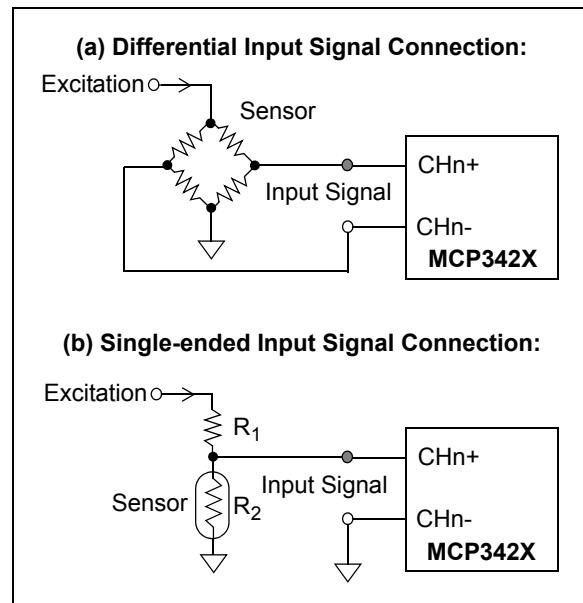 (a) Differential Input Signal Connection:
Excitation
Sensor
CHn+
Input Signal
CHn-
MCP342X
(b) Single-ended Input Signal Connection:
Excitation
R1
CHn+
Input Signal
Sensor
R2
CHn-
MCP342X